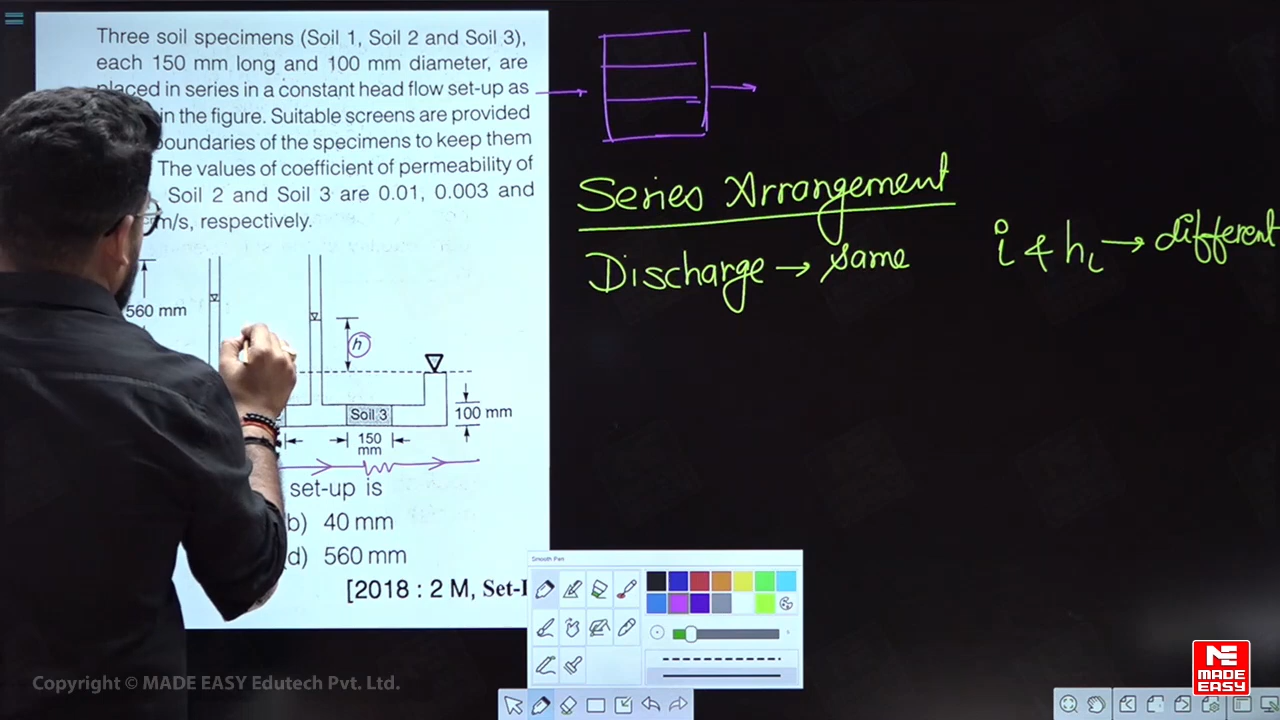 Three soil specimens (Soil 1, Soil 2 and Soil 3),
each 150 mm long and 100 mm diameter, are
placed in series in a constant head flow set-up as
in the figure. Suitable screens are provided
boundaries of the specimens to keep them
The values of coefficient of permeability of
Soil 2 and Soil 3 are 0.01, 0.003 and
m/s, respectively.
560 mm
h
Soil 3
100 mm
150
mm
set-up is
b) 40 mm
d) 560 mm
[2018 : 2 M, Set-I
Series Arrangement
Discharge → same
i & hL → different
Smooth Pen
Copyright © MADE EASY Edutech Pvt. Ltd.
ME
MADE
EASY